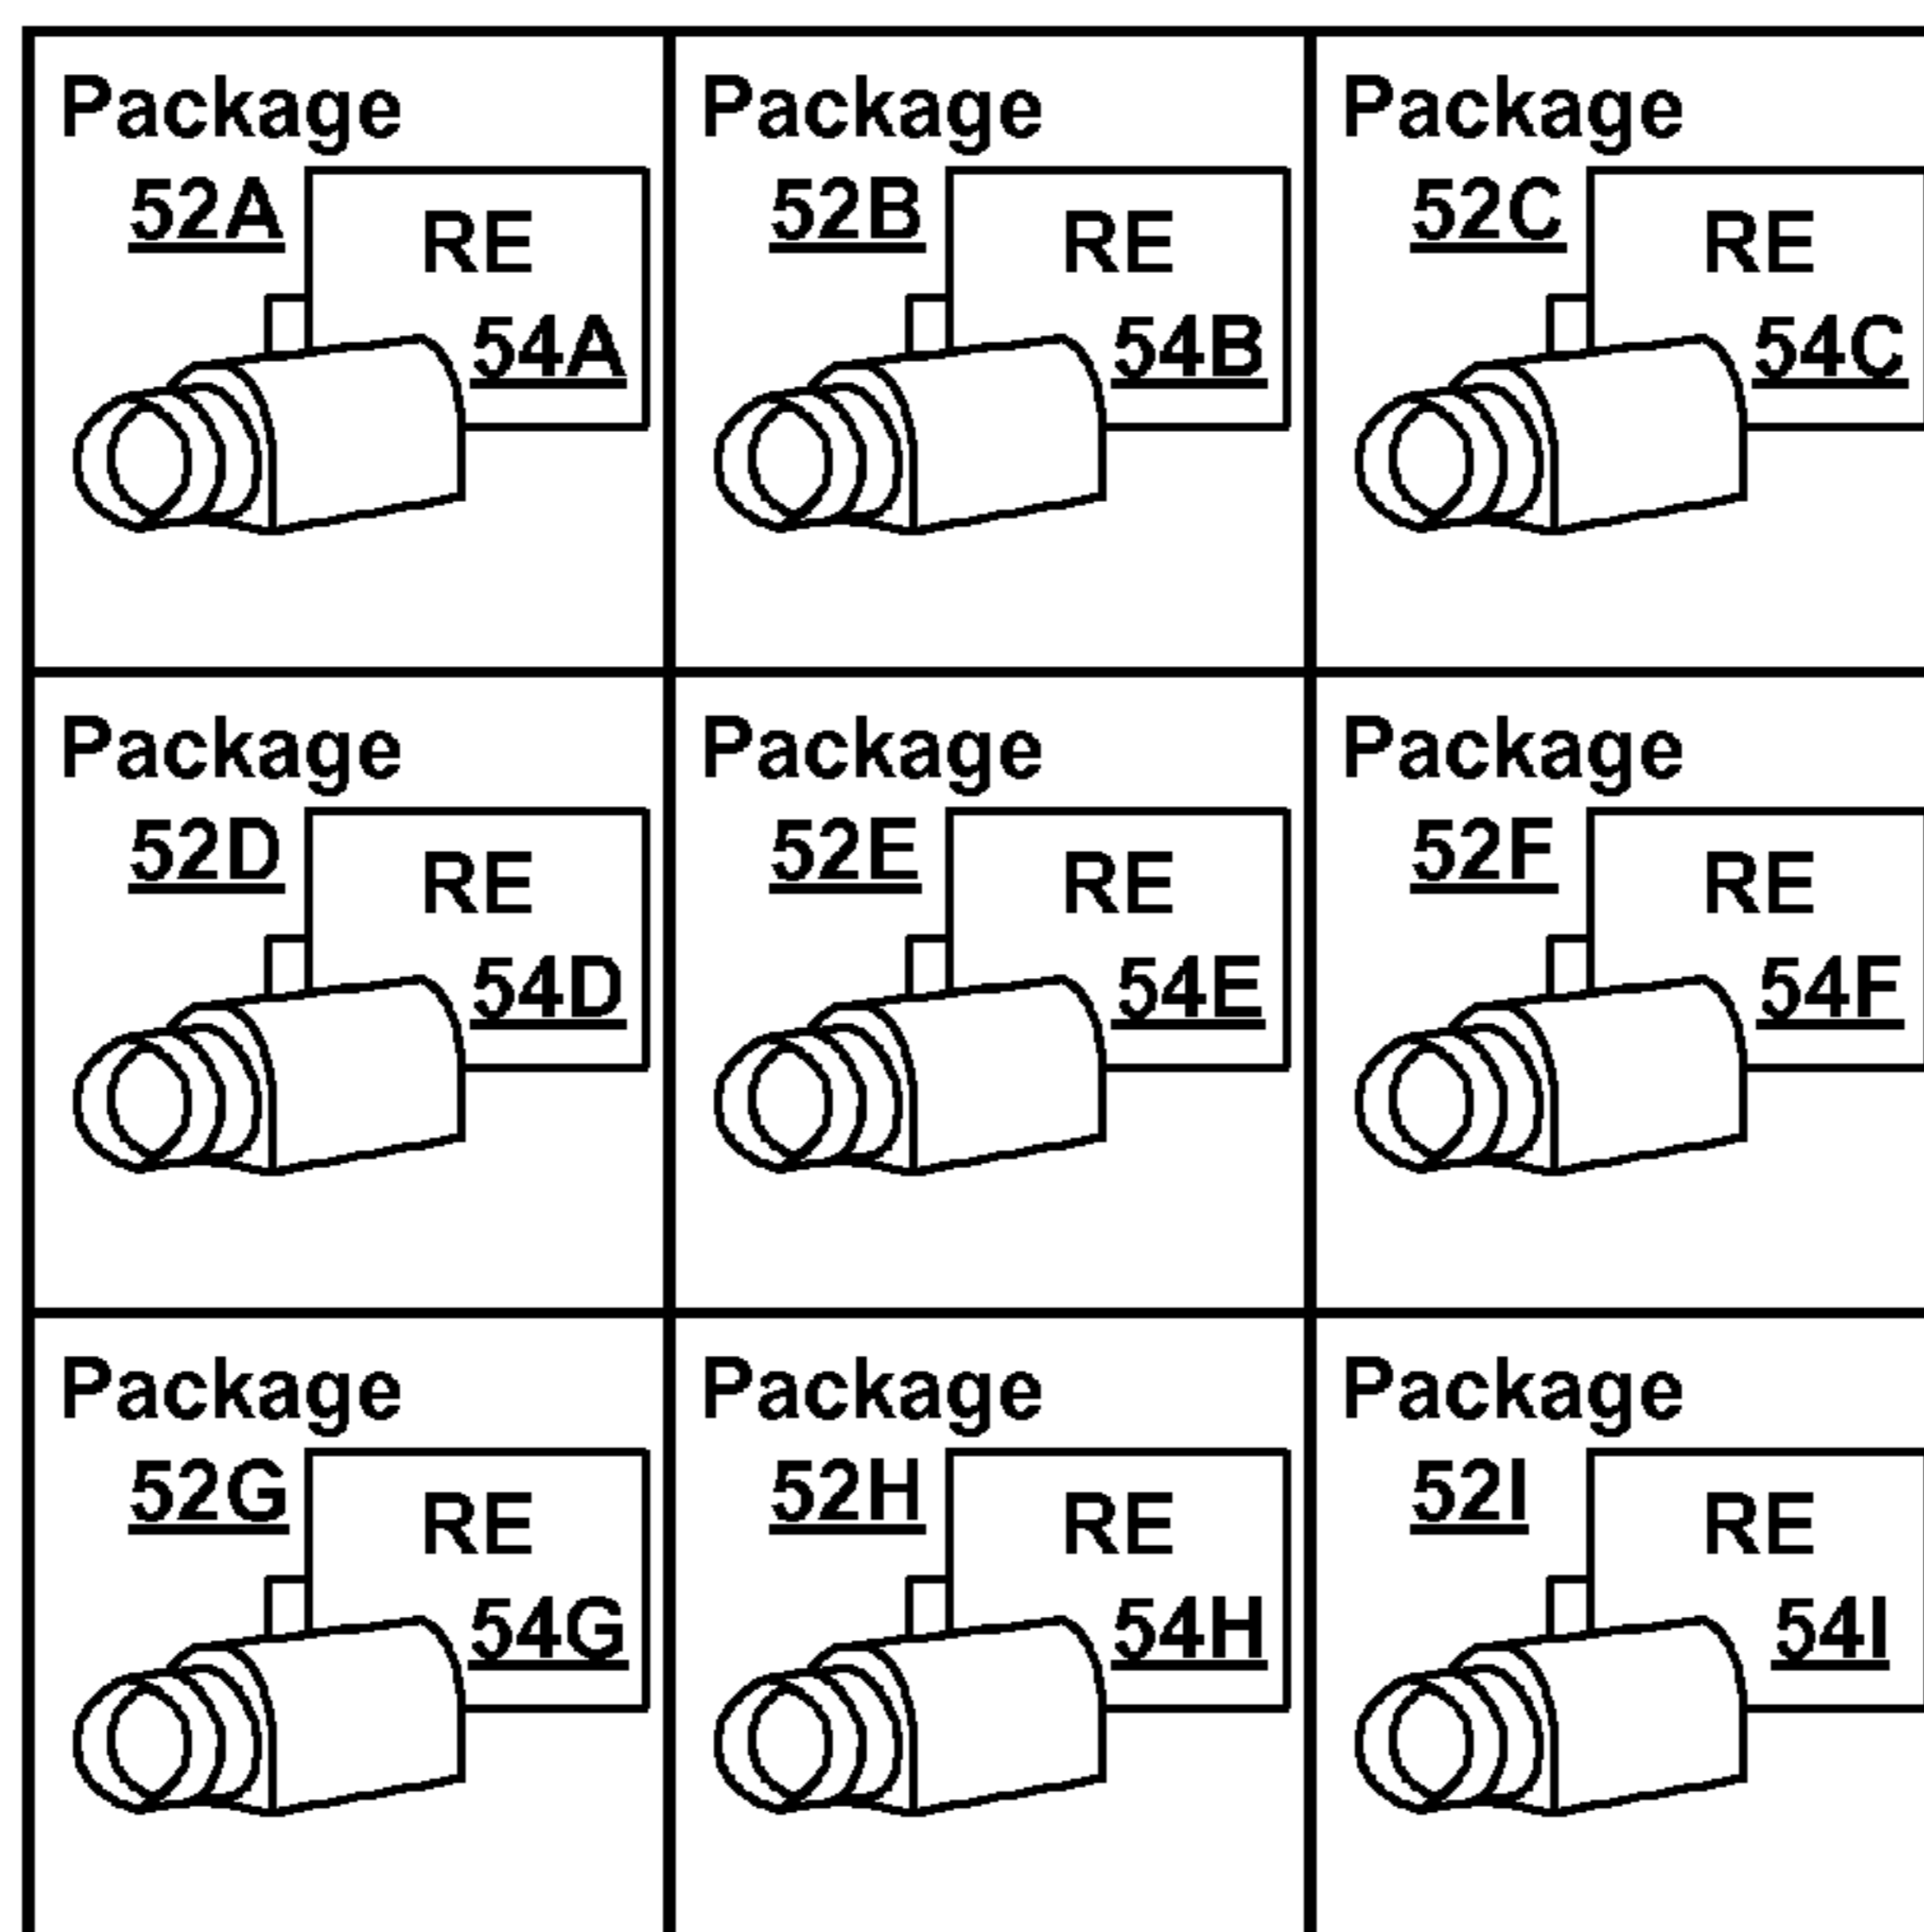 Package
52A
RE
54A
Package
52B
RE
54B
Package
52C
RE
54C
Package
52D
RE
54D
Package
52E
RE
54E
Package
52F
RE
54F
Package
52G
RE
54G
Package
52H
RE
54H
Package
52I
RE
54I